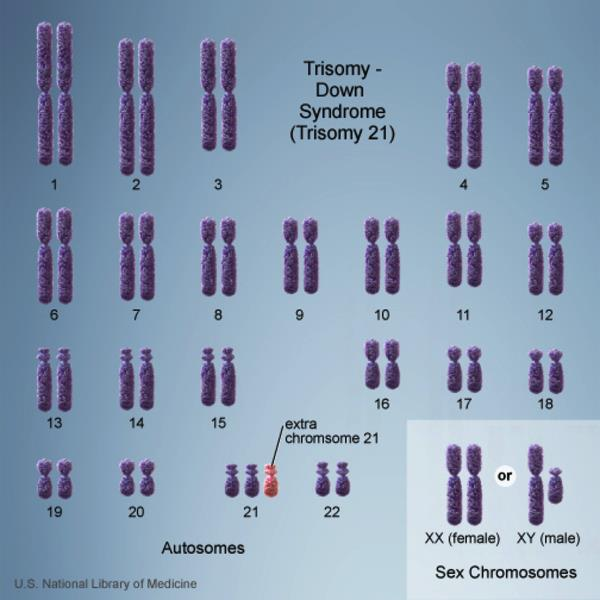 Trisomy -
Down
Syndrome
(Trisomy 21)
1
2
3
4
5
6
7
8
9
10
11
12
13
14
15
16
17
18
extra
chromsome 21
19
20
21
22
or
XX (female)
XY (male)
Autosomes
Sex Chromosomes
U.S. National Library of Medicine